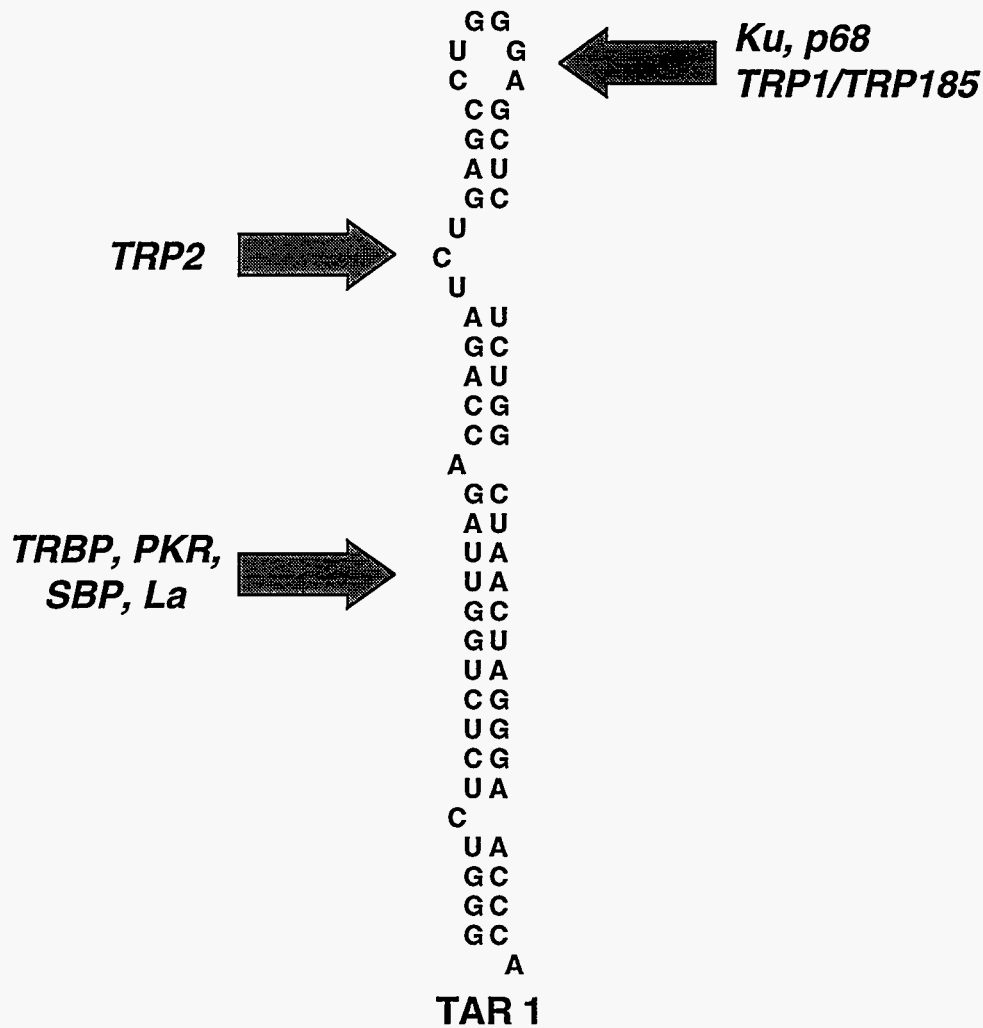 GG
U G
C A
Ku, p68
TRP1/TRP185
CG
GC
AU
GC
U
TRP2
C
U
AU
GC
AU
CG
CG
A
GC
AU
TRBP, PKR,
UA
UA
SBP, La
GC
GU
UA
CG
UG
CG
UA
C
UA
GC
GC
GC
A
TAR 1